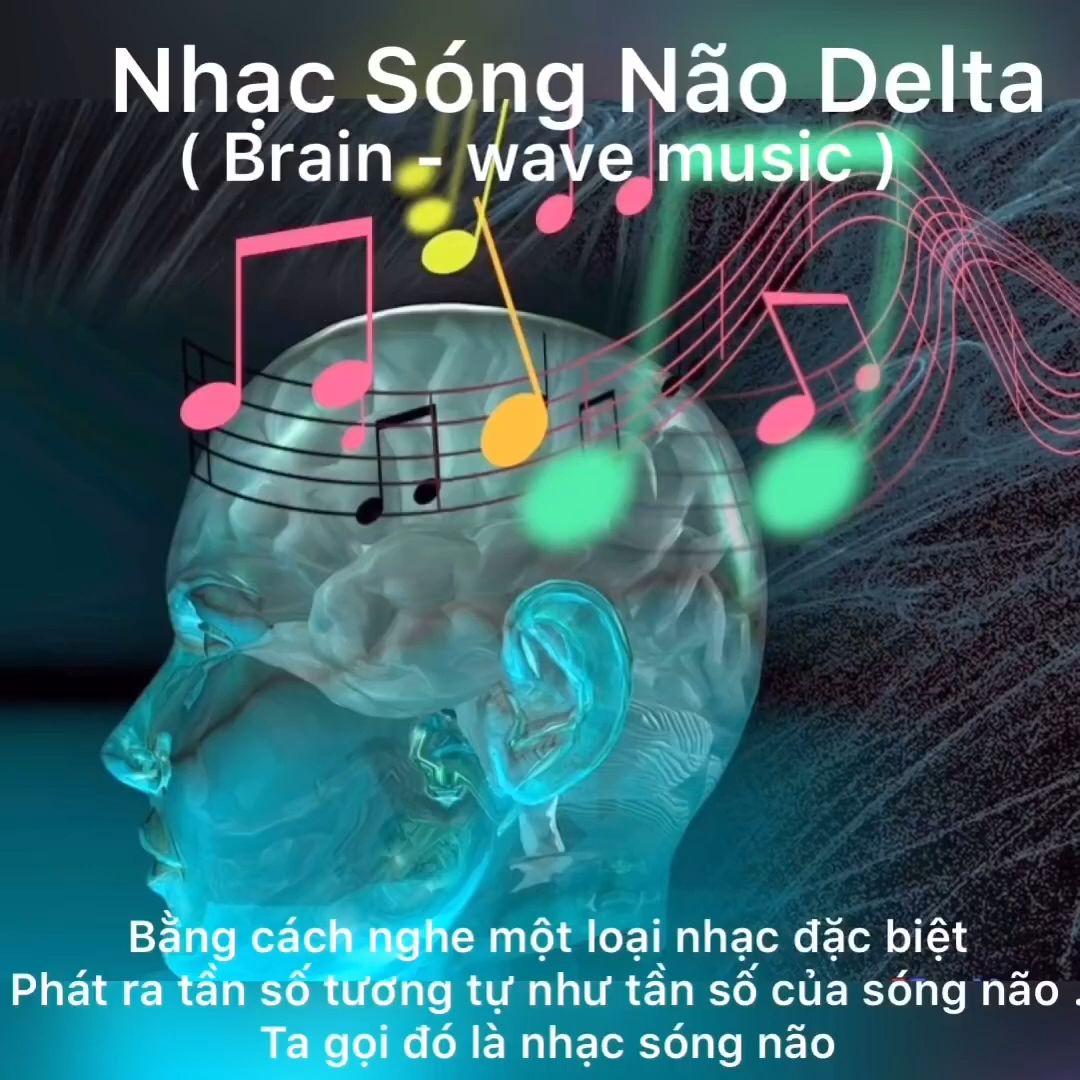 Nhạc Sóng Não Delta
( Brain - wave music )
Bằng cách nghe một loại nhạc đặc biệt
Phát ra tần số tương tự như tần số của sóng não .
Ta gọi đó là nhạc sóng não